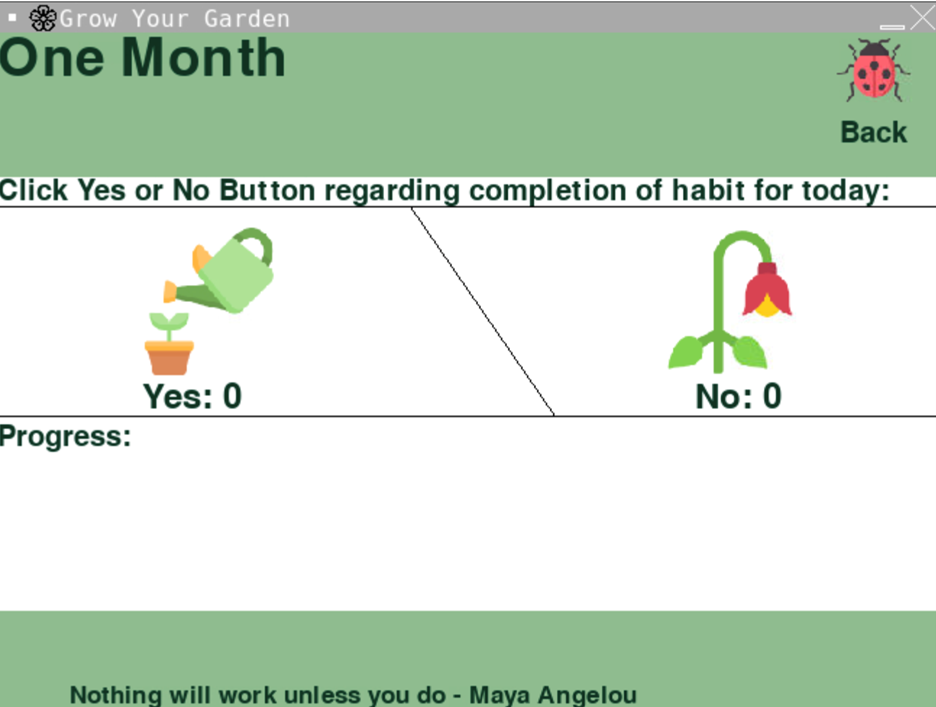 Grow Your Garden
One Month
Back
Click Yes or No Button regarding completion of habit for today:
Yes: 0
No: 0
Progress:
Nothing will work unless you do - Maya Angelou